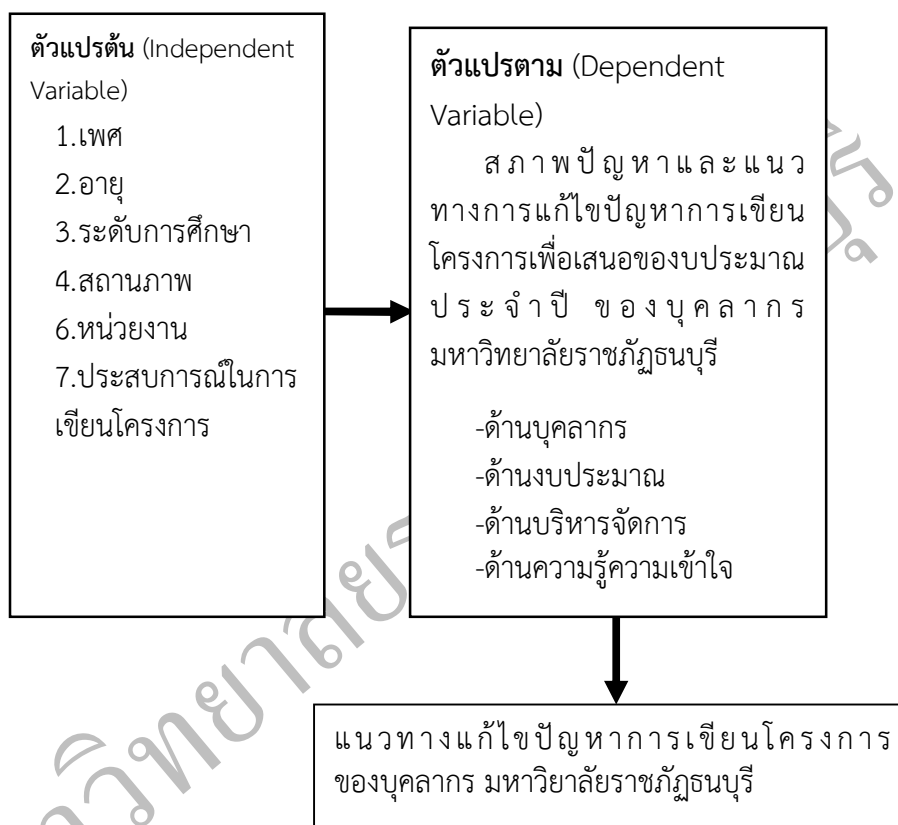 ตัวแปรต้น (Independent
Variable)
1.เพศ
2.อายุ
3.ระดับการศึกษา
4.สถานภาพ
6.หน่วยงาน
7.ประสบการณ์ในการ
เขียนโครงการ
ตัวแปรตาม (Dependent
Variable)
สภาพปัญหาและแนว
ทางการแก้ไขปัญหาการเขียน
โครงการเพื่อเสนอของบประมาณ
ประจำปี ของบุคลากร
มหาวิทยาลัยราชภัฏธนบุรี
-ด้านบุคลากร
-ด้านงบประมาณ
-ด้านบริหารจัดการ
-ด้านความรู้ความเข้าใจ
แนวทางแก้ไขปัญหาการเขียนโครงการ
ของบุคลากร มหาวิยาลัยราชภัฏธนบุรี